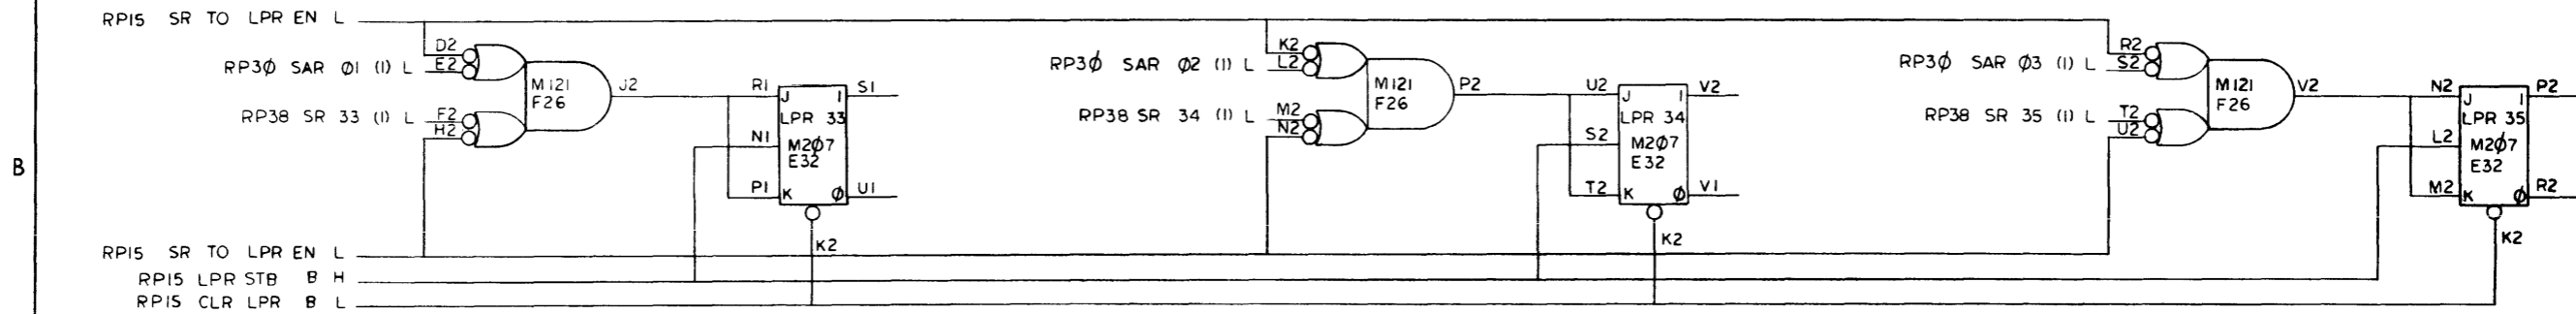 RP15 SR TO LPR EN L
D2
RP3Ø SAR Ø1 (1) L E2
M121
F26
J2
RP38 SR 33 (1) L F2
H2
R1 J 1 S1
LPR 33
N1 M2Ø7
E32
P1 K Ø U1
K2
K2
RP3Ø SAR Ø2 (1) L L2
M121
F26
P2
RP38 SR 34 (1) L M2
N2
U2 J 1 V2
LPR 34
S2 M2Ø7
E32
T2 K Ø V1
K2
R2
RP3Ø SAR Ø3 (1) L S2
M121
F26
V2
RP38 SR 35 (1) L T2
U2
N2 J 1 P2
LPR 35
L2 M2Ø7
E32
M2 K Ø R2
K2
B
RP15 SR TO LPR EN L
RP15 LPR STB B H
RP15 CLR LPR B L